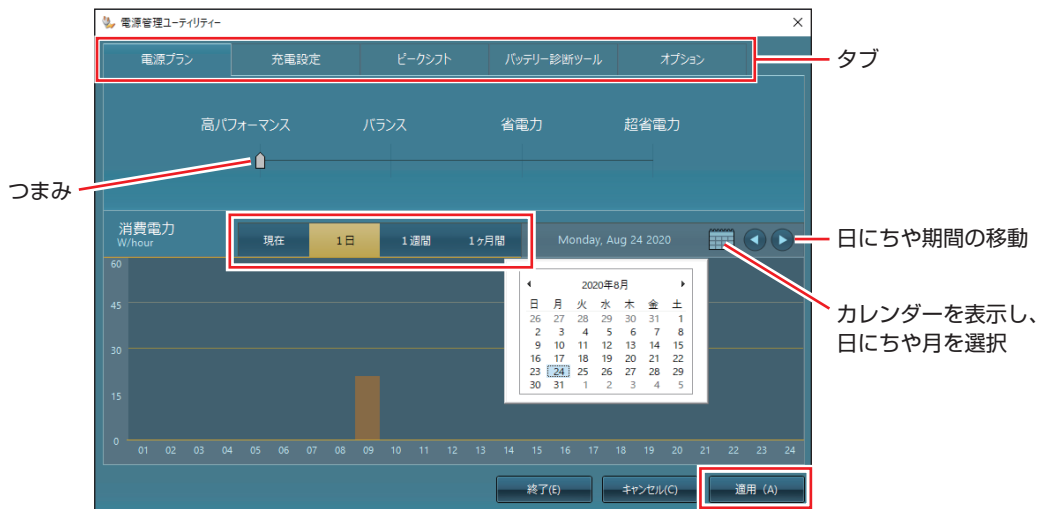 電源管理ユーティリティー
電源プラン 充電設定 ピークシフト バッテリー診断ツール オプション
タブ
高パフォーマンス バランス 省電力 超省電力
つまみ
消費電力
W/hour
現在 1日 1週間 1ヶ月間
Monday, Aug 24 2020
日にちや期間の移動
カレンダーを表示し、
日にちや月を選択
2020年8月
日 月 火 水 木 金 土
26 27 28 29 30 31 1
2 3 4 5 6 7 8
9 10 11 12 13 14 15
16 17 18 19 20 21 22
23 24 25 26 27 28 29
30 31 1 2 3 4 5
60
45
30
15
0
01 02 03 04 05 06 07 08 09 10 11 12 13 14 15 16 17 18 19 20 21 22 23 24
終了(E) キャンセル(C) 適用（A）